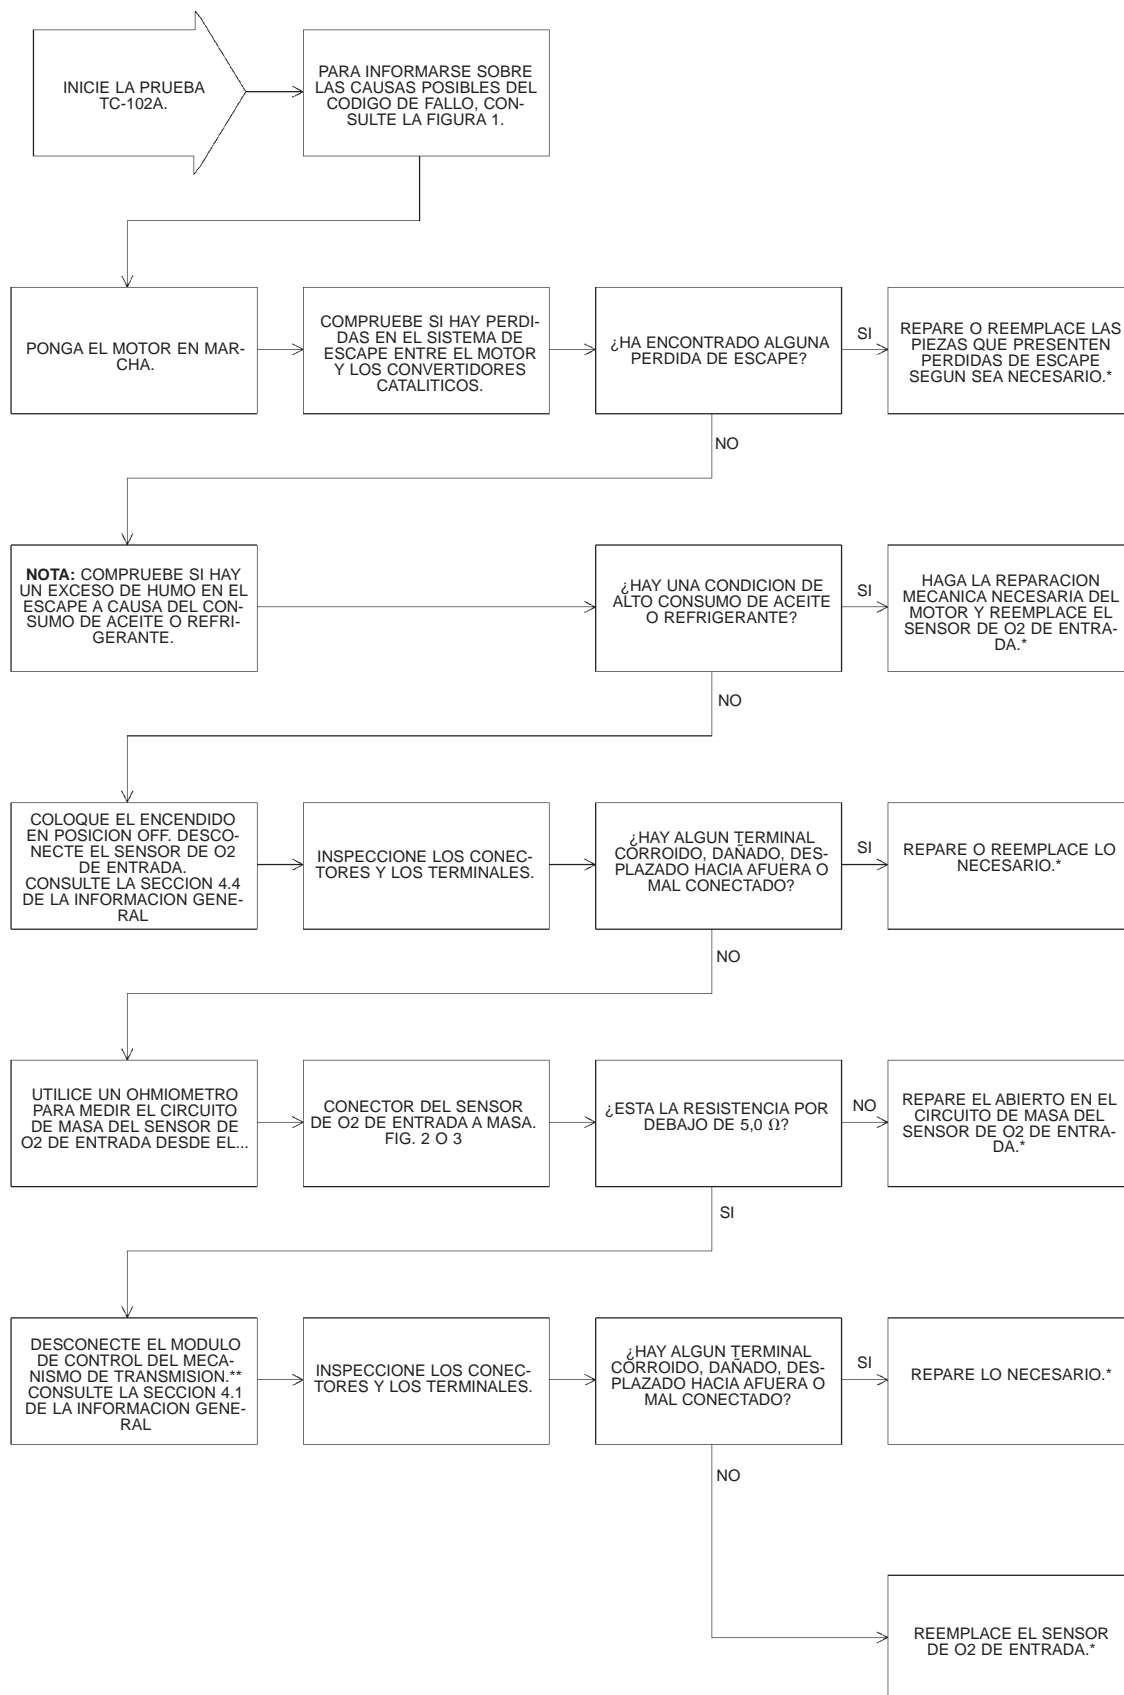 INICIE LA PRUEBA
TC-102A.
PARA INFORMARSE SOBRE
LAS CAUSAS POSIBLES DEL
CODIGO DE FALLO, CON-
SULTE LA FIGURA 1.
PONGA EL MOTOR EN MAR-
CHA.
COMPRUEBE SI HAY PERDI-
DAS EN EL SISTEMA DE
ESCAPE ENTRE EL MOTOR
Y LOS CONVERTIDORES
CATALITICOS.
¿HA ENCONTRADO ALGUNA
PERDIDA DE ESCAPE?
SI
REPARE O REEMPLACE LAS
PIEZAS QUE PRESENTEN
PERDIDAS DE ESCAPE
SEGUN SEA NECESARIO.*
NO
NOTA: COMPRUEBE SI HAY
UN EXCESO DE HUMO EN EL
ESCAPE A CAUSA DEL CON-
SUMO DE ACEITE O REFRI-
GERANTE.
¿HAY UNA CONDICION DE
ALTO CONSUMO DE ACEITE
O REFRIGERANTE?
SI
HAGA LA REPARACION
MECANICA NECESARIA DEL
MOTOR Y REEMPLACE EL
SENSOR DE O2 DE ENTRA-
DA.*
NO
COLOQUE EL ENCENDIDO
EN POSICION OFF. DESCO-
NECTE EL SENSOR DE O2
DE ENTRADA.
CONSULTE LA SECCION 4.4
DE LA INFORMACION GENE-
RAL
INSPECCIONE LOS CONEC-
TORES Y LOS TERMINALES.
¿HAY ALGUN TERMINAL
CORROIDO, DAÑADO, DES-
PLAZADO HACIA AFUERA O
MAL CONECTADO?
SI
REPARE O REEMPLACE LO
NECESARIO.*
NO
UTILICE UN OHMIOMETRO
PARA MEDIR EL CIRCUITO
DE MASA DEL SENSOR DE
O2 DE ENTRADA DESDE EL...
CONECTOR DEL SENSOR
DE O2 DE ENTRADA A MASA.
FIG. 2 O 3
¿ESTA LA RESISTENCIA POR
DEBAJO DE 5,0 Ω?
NO
REPARE EL ABIERTO EN EL
CIRCUITO DE MASA DEL
SENSOR DE O2 DE ENTRA-
DA.*
SI
DESCONECTE EL MODULO
DE CONTROL DEL MECA-
NISMO DE TRANSMISION.**
CONSULTE LA SECCION 4.1
DE LA INFORMACION GENE-
RAL
INSPECCIONE LOS CONEC-
TORES Y LOS TERMINALES.
¿HAY ALGUN TERMINAL
CORROIDO, DAÑADO, DES-
PLAZADO HACIA AFUERA O
MAL CONECTADO?
SI
REPARE LO NECESARIO.*
NO
REEMPLACE EL SENSOR
DE O2 DE ENTRADA.*